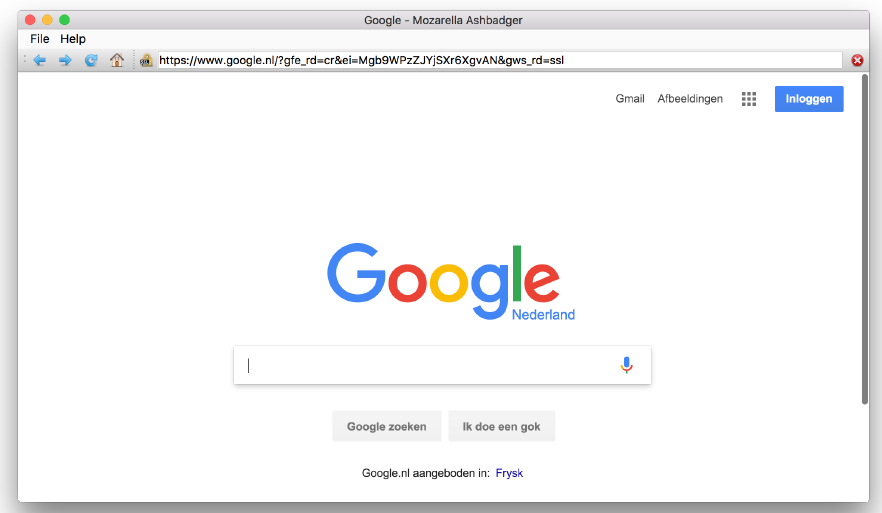 Google - Mozarella Ashbadger
File Help
https://www.google.nl/?gfe_rd=cr&ei=Mgb9WPzZJYjSXr6XgvAN&gws_rd=ssl
Gmail Afbeeldingen Inloggen
Google
Nederland
Google zoeken Ik doe een gok
Google.nl aangeboden in: Frysk